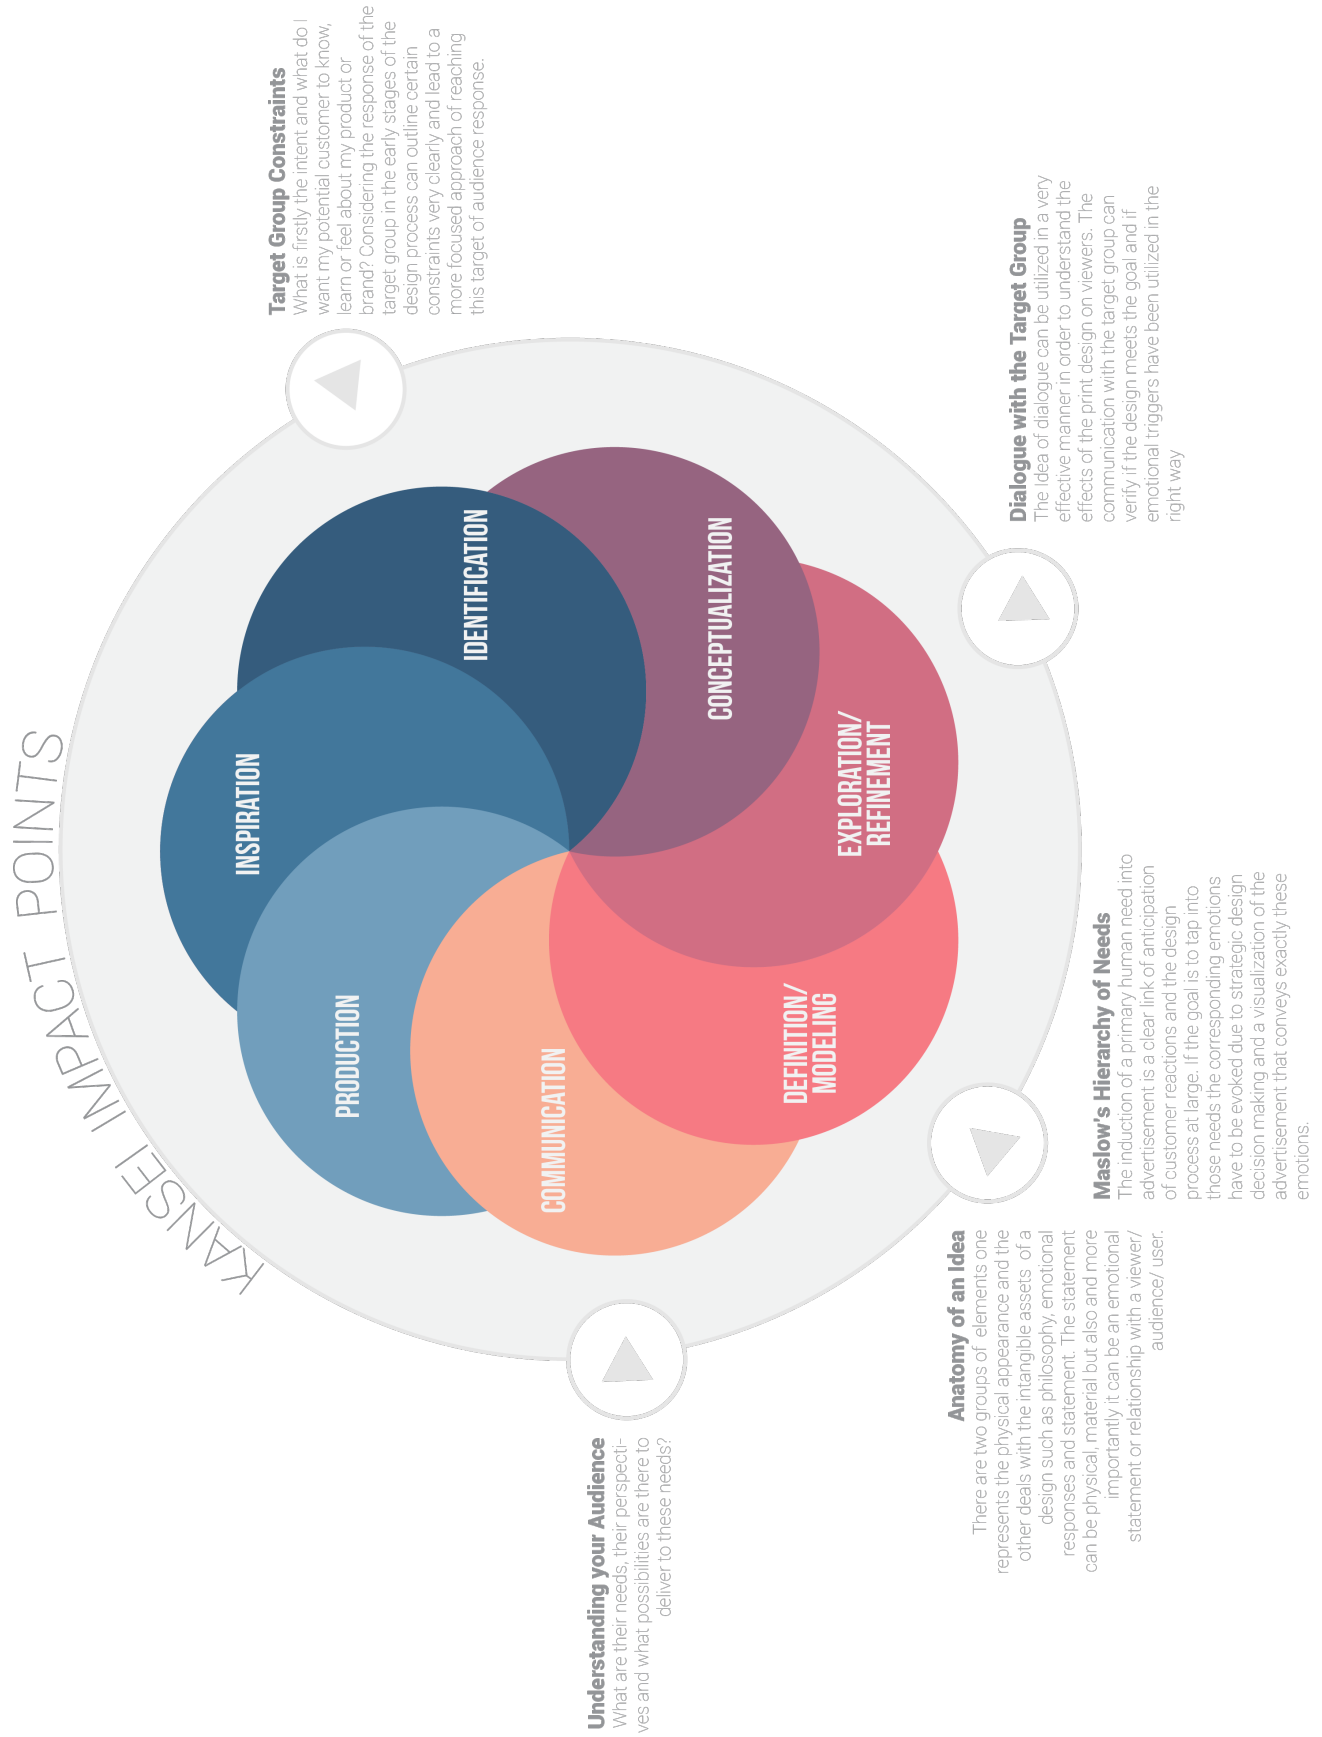 KANSEI IMPACT POINTS
INSPIRATION
IDENTIFICATION
CONCEPTUALIZATION
EXPLORATION/
REFINEMENT
DEFINITION/
MODELING
COMMUNICATION
PRODUCTION
Target Group Constraints
What is firstly the intent and what do I
want my potential customer to know,
learn or feel about my product or
brand? Considering the response of the
target group in the early stages of the
design process can outline certain
constraints very clearly and lead to a
more focused approach of reaching
this target of audience response.
Dialogue with the Target Group
The Idea of dialogue can be utilized in a very
effective manner in order to understand the
effects of the print design on viewers. The
communication with the target group can
verify if the design meets the goal and if
emotional triggers have been utilized in the
right way
Maslow's Hierarchy of Needs
The induction of a primary human need into
advertisement is a clear link of anticipation
of customer reactions and the design
process at large. If the goal is to tap into
those needs the corresponding emotions
have to be evoked due to strategic design
decision making and a visualization of the
advertisement that conveys exactly these
emotions.
Anatomy of an Idea
There are two groups of elements one
represents the physical appearance and the
other deals with the intangible assets of a
design such as philosophy, emotional
responses and statement. The statement
can be physical, material but also and more
importantly it can be an emotional
statement or relationship with a viewer/
audience/ user.
Understanding your Audience
What are their needs, their perspecti-
ves and what possibilities are there to
deliver to these needs?